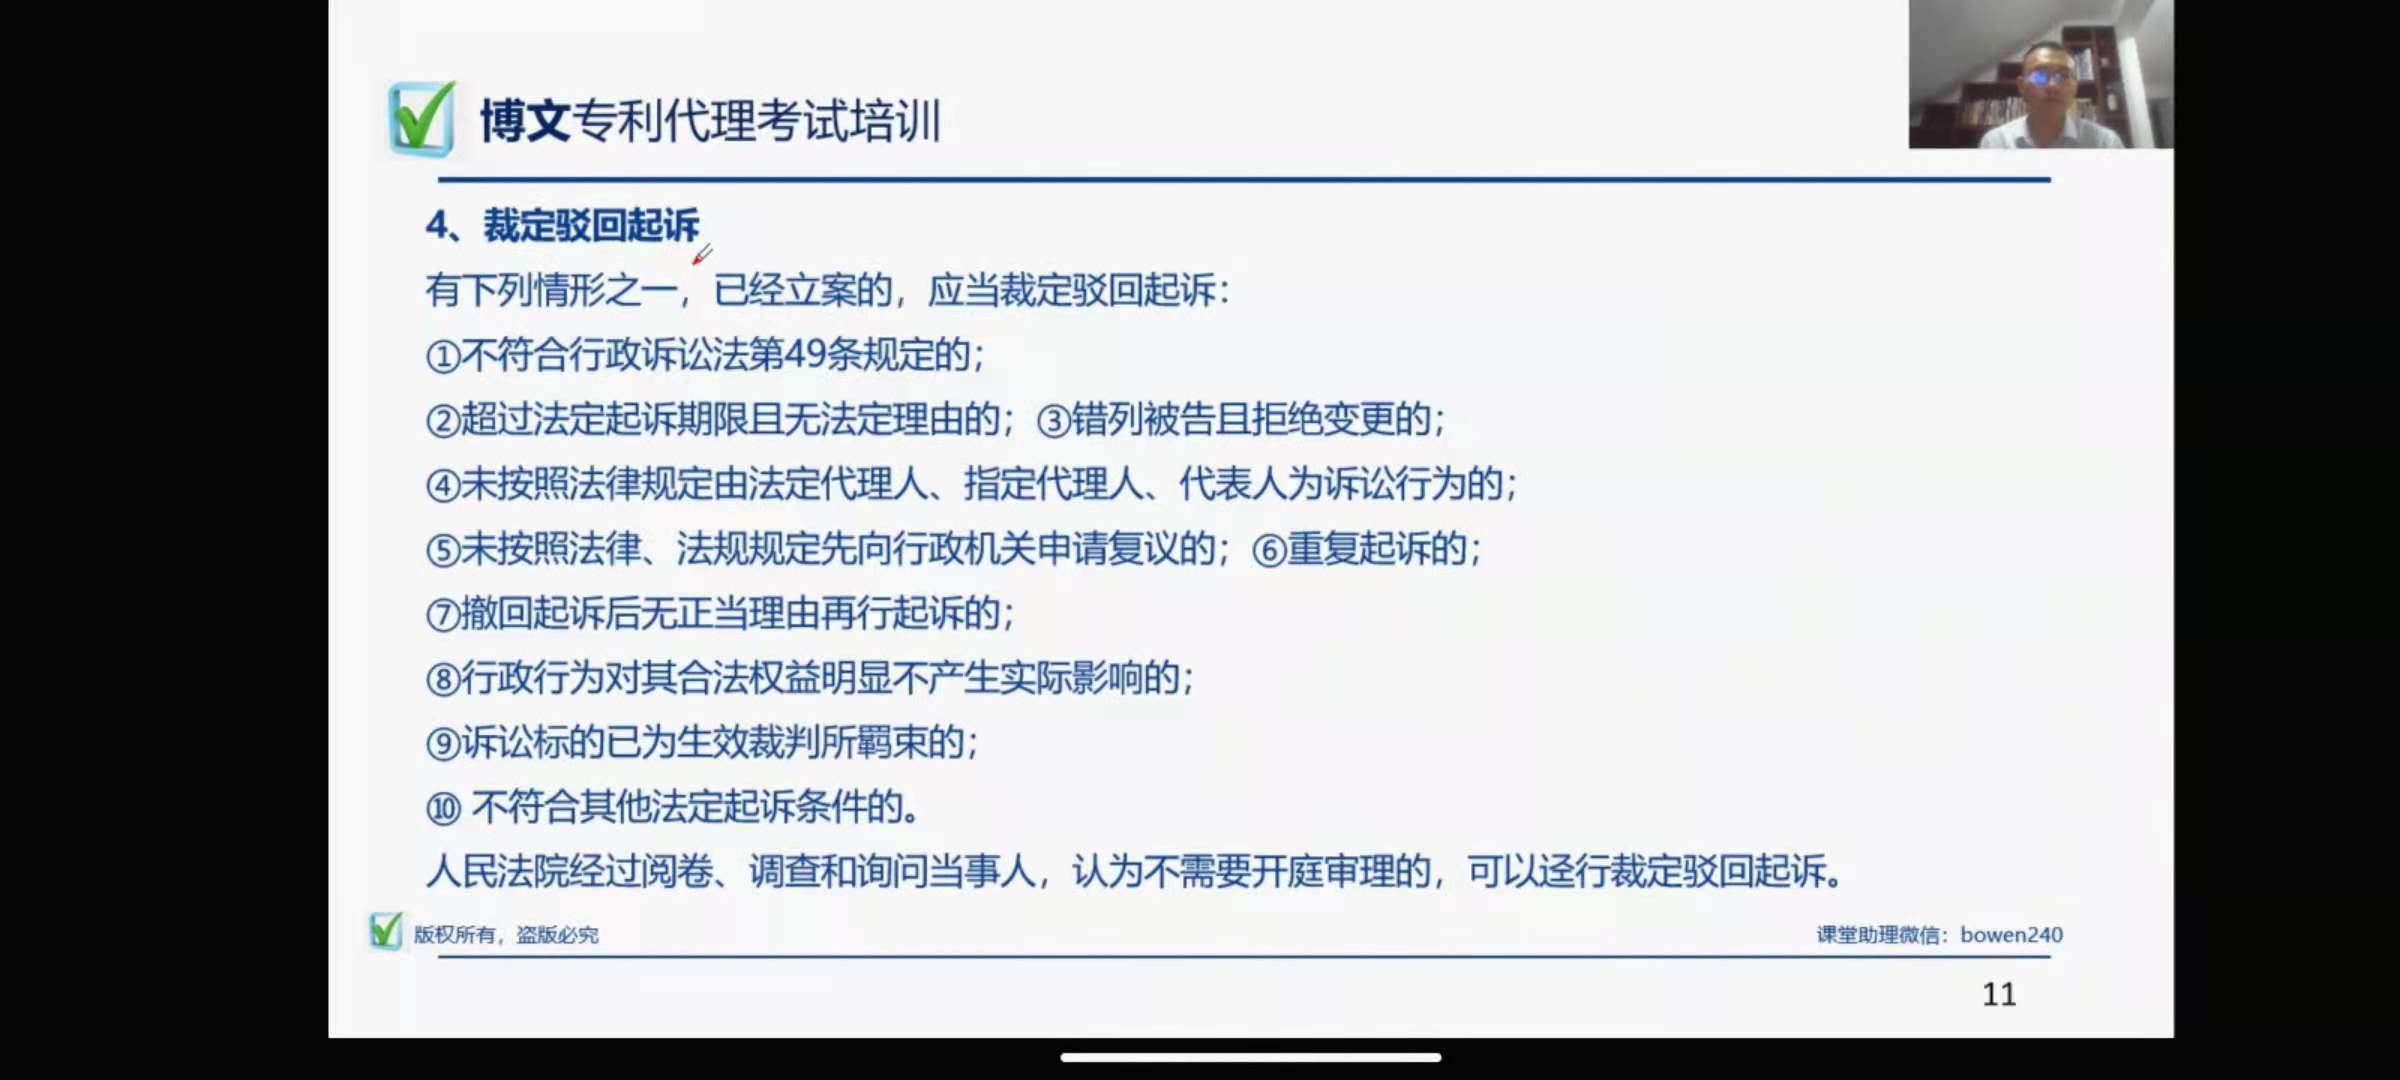 博文专利代理考试培训
4、裁定驳回起诉
有下列情形之一，已经立案的，应当裁定驳回起诉：
①不符合行政诉讼法第49条规定的；
②超过法定起诉期限且无法定理由的；③错列被告且拒绝变更的；
④未按照法律规定由法定代理人、指定代理人、代表人为诉讼行为的；
⑤未按照法律、法规规定先向行政机关申请复议的；⑥重复起诉的；
⑦撤回起诉后无正当理由再行起诉的；
⑧行政行为对其合法权益明显不产生实际影响的；
⑨诉讼标的已为生效裁判所羁束的；
⑩ 不符合其他法定起诉条件的。
人民法院经过阅卷、调查和询问当事人，认为不需要开庭审理的，可以迳行裁定驳回起诉。
版权所有，盗版必究
课堂助理微信：bowen240
11